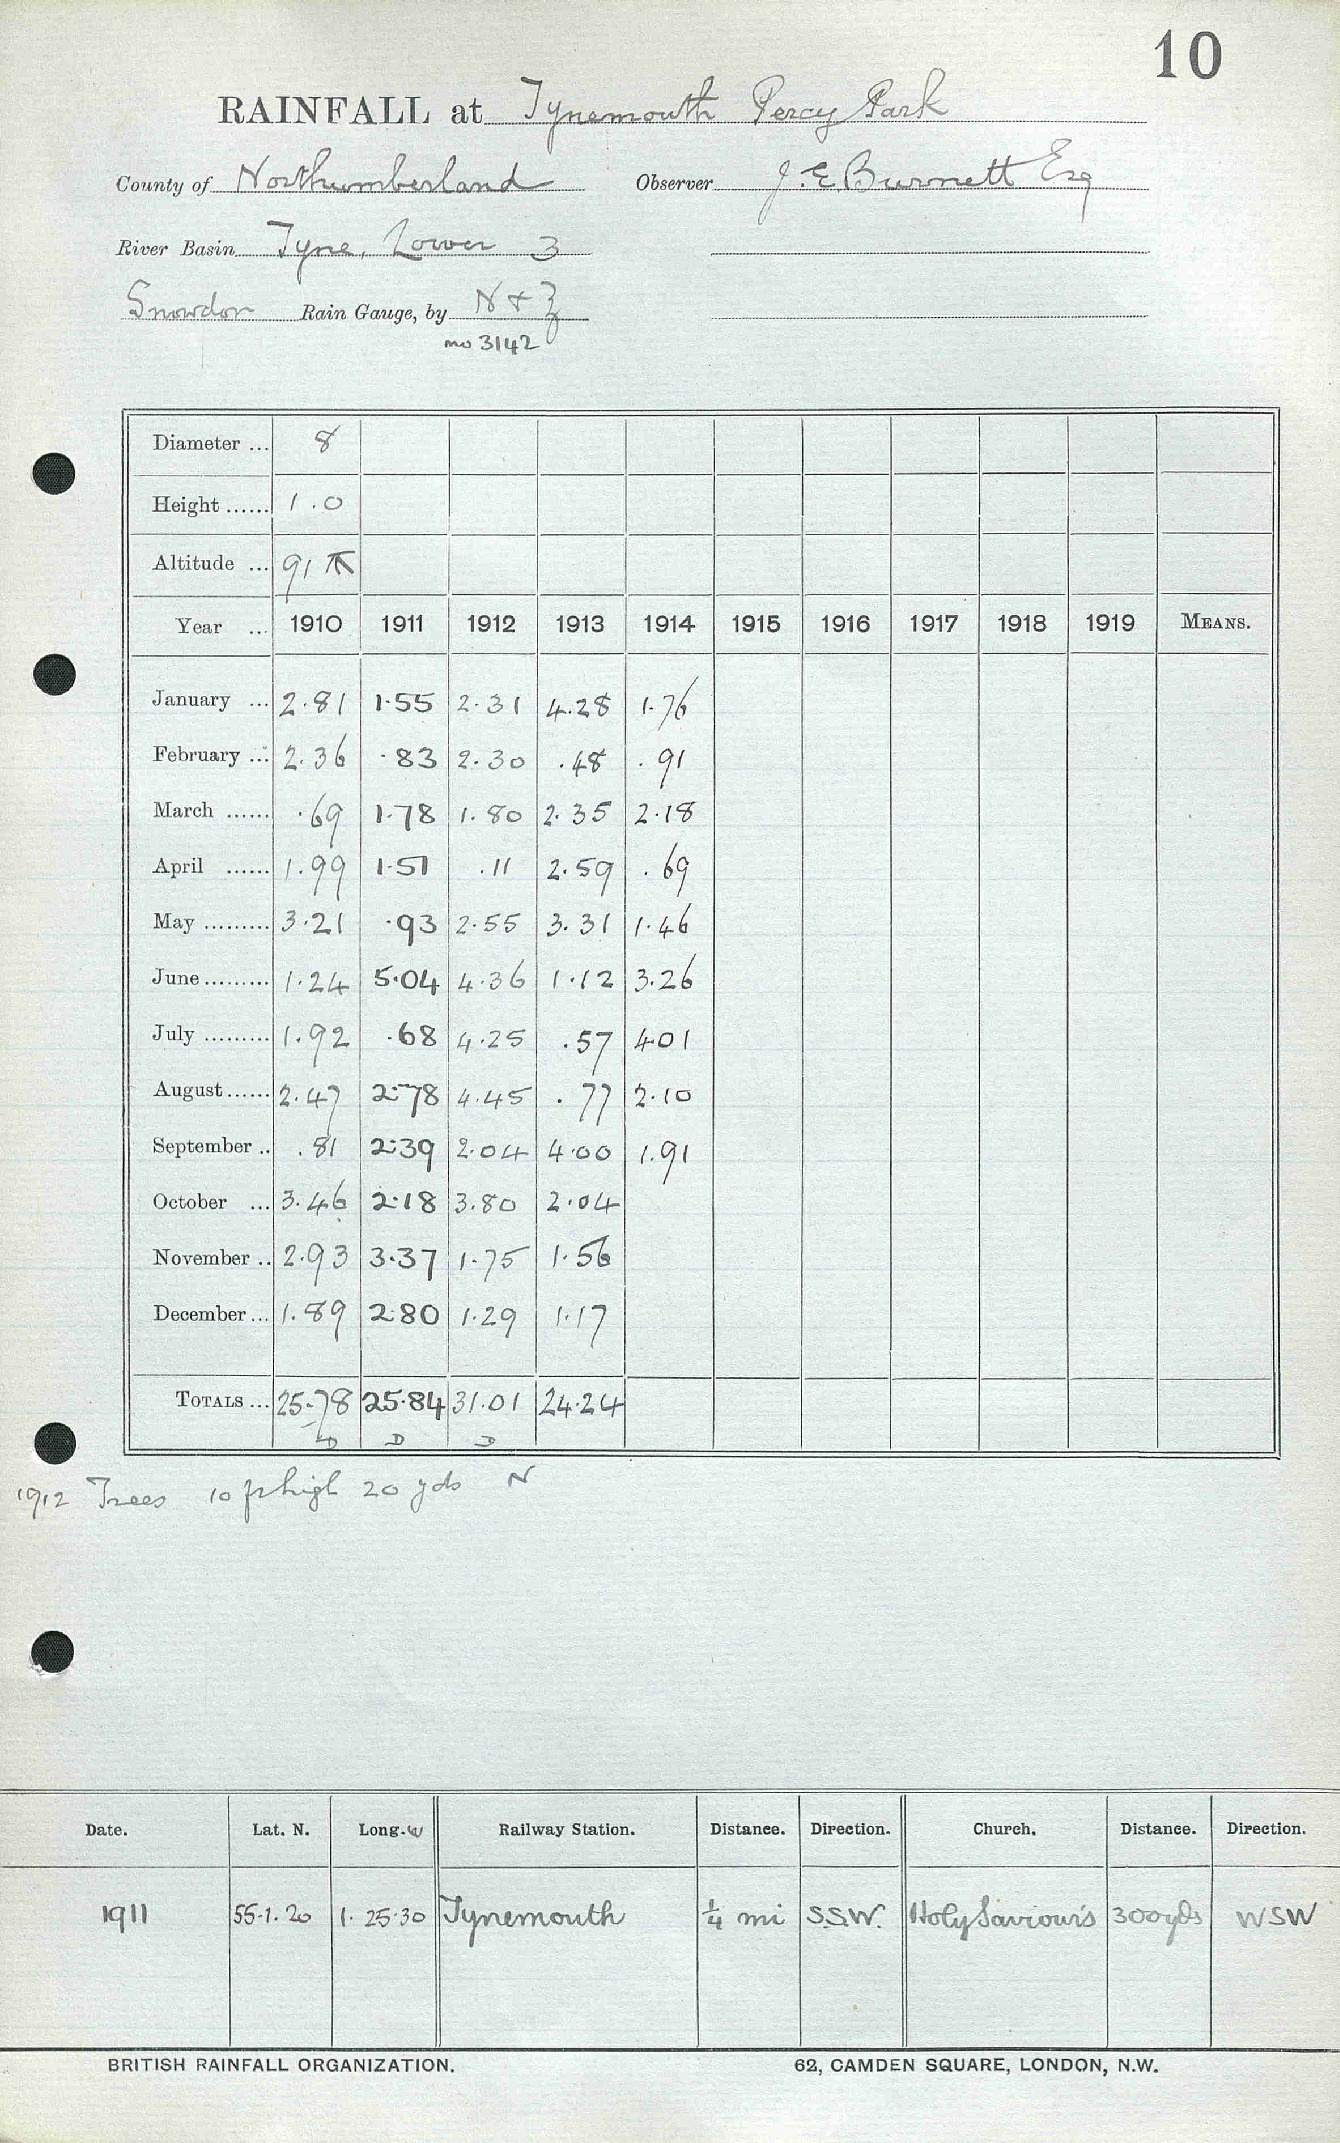 10
RAINFALL at Tynemouth Percy Park
County of Northumberland Observer J. E. Burnett Esq
River Basin Tyne, Lower 3
Snowdon Rain Gauge, by N & Z
no 3142
Diameter ... 8
Height ...... 1.0
Altitude ... 91
Year ... 1910 1911 1912 1913 1914 1915 1916 1917 1918 1919 MEANS.
January ... 2.81 1.55 2.31 4.28 1.76
February ... 2.36 .83 2.30 .48 .91
March ...... .69 1.78 1.80 2.35 2.18
April ...... 1.99 1.51 .11 2.59 .69
May ......... 3.21 .93 2.55 3.31 1.46
June ......... 1.24 5.04 4.36 1.12 3.26
July ......... 1.92 .68 4.25 .57 4.01
August ...... 2.47 2.78 4.45 .77 2.10
September .. .81 2.39 2.04 4.00 1.91
October ... 3.46 2.18 3.80 2.04
November .. 2.93 3.37 1.75 1.56
December ... 1.89 2.80 1.29 1.17
TOTALS ... 25.78 25.84 31.01 24.24
D D D
1912 Trees 10 ft high 20 yds N
Date. Lat. N. Long. W Railway Station. Distance. Direction. Church. Distance. Direction.
1911 55.1.20 1.25.30 Tynemouth ¼ mi S.S.W. Holy Saviour's 300 yds WSW
BRITISH RAINFALL ORGANIZATION. 62, CAMDEN SQUARE, LONDON, N.W.